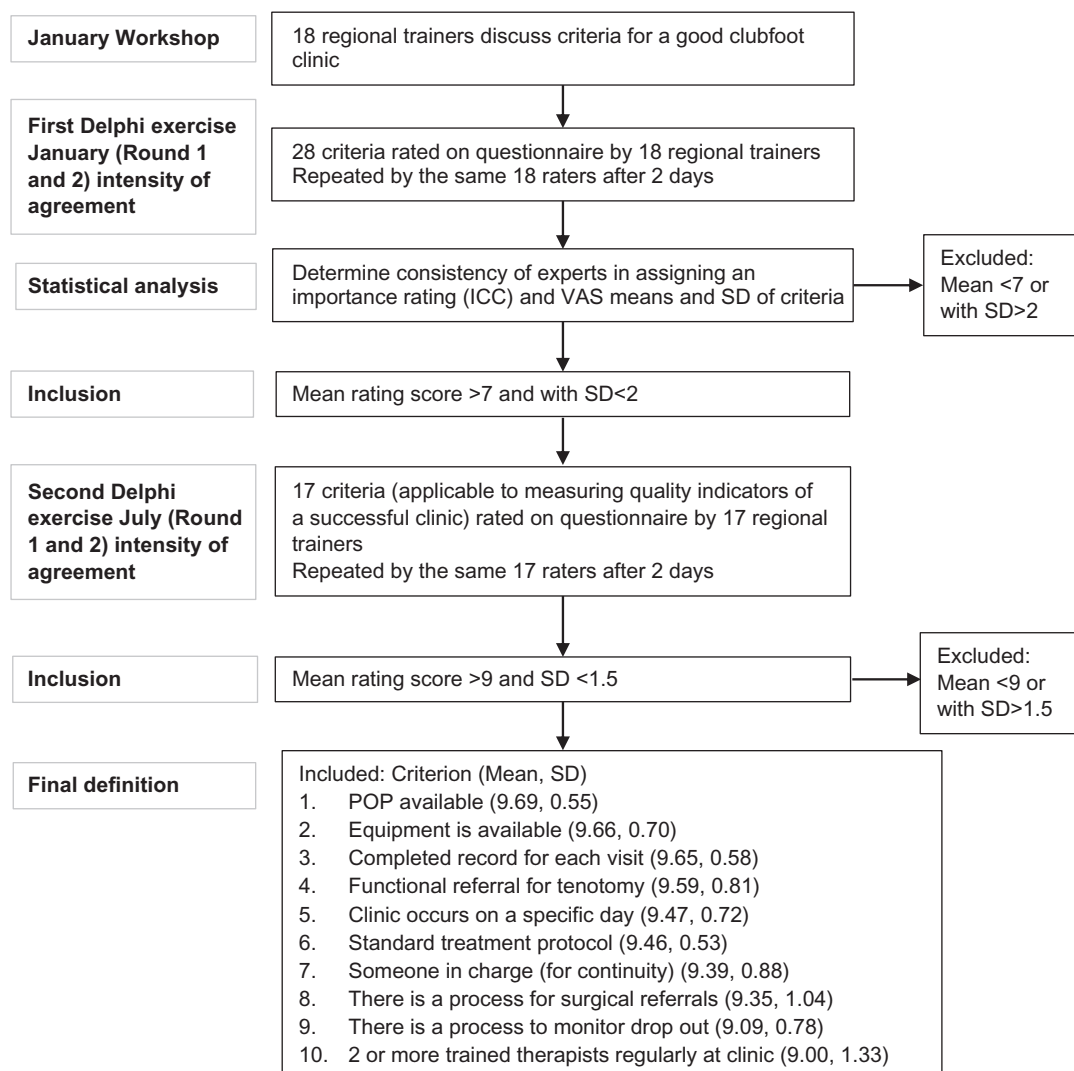 January Workshop
18 regional trainers discuss criteria for a good clubfoot
clinic
First Delphi exercise
January (Round 1
and 2) intensity of
agreement
28 criteria rated on questionnaire by 18 regional trainers
Repeated by the same 18 raters after 2 days
Statistical analysis
Determine consistency of experts in assigning an
importance rating (ICC) and VAS means and SD of criteria
Excluded:
Mean <7 or
with SD>2
Inclusion
Mean rating score >7 and with SD<2
Second Delphi
exercise July (Round
1 and 2) intensity of
agreement
17 criteria (applicable to measuring quality indicators of
a successful clinic) rated on questionnaire by 17 regional
trainers
Repeated by the same 17 raters after 2 days
Inclusion
Mean rating score >9 and SD <1.5
Excluded:
Mean <9 or
with SD>1.5
Final definition
Included: Criterion (Mean, SD)
1. POP available (9.69, 0.55)
2. Equipment is available (9.66, 0.70)
3. Completed record for each visit (9.65, 0.58)
4. Functional referral for tenotomy (9.59, 0.81)
5. Clinic occurs on a specific day (9.47, 0.72)
6. Standard treatment protocol (9.46, 0.53)
7. Someone in charge (for continuity) (9.39, 0.88)
8. There is a process for surgical referrals (9.35, 1.04)
9. There is a process to monitor drop out (9.09, 0.78)
10. 2 or more trained therapists regularly at clinic (9.00, 1.33)